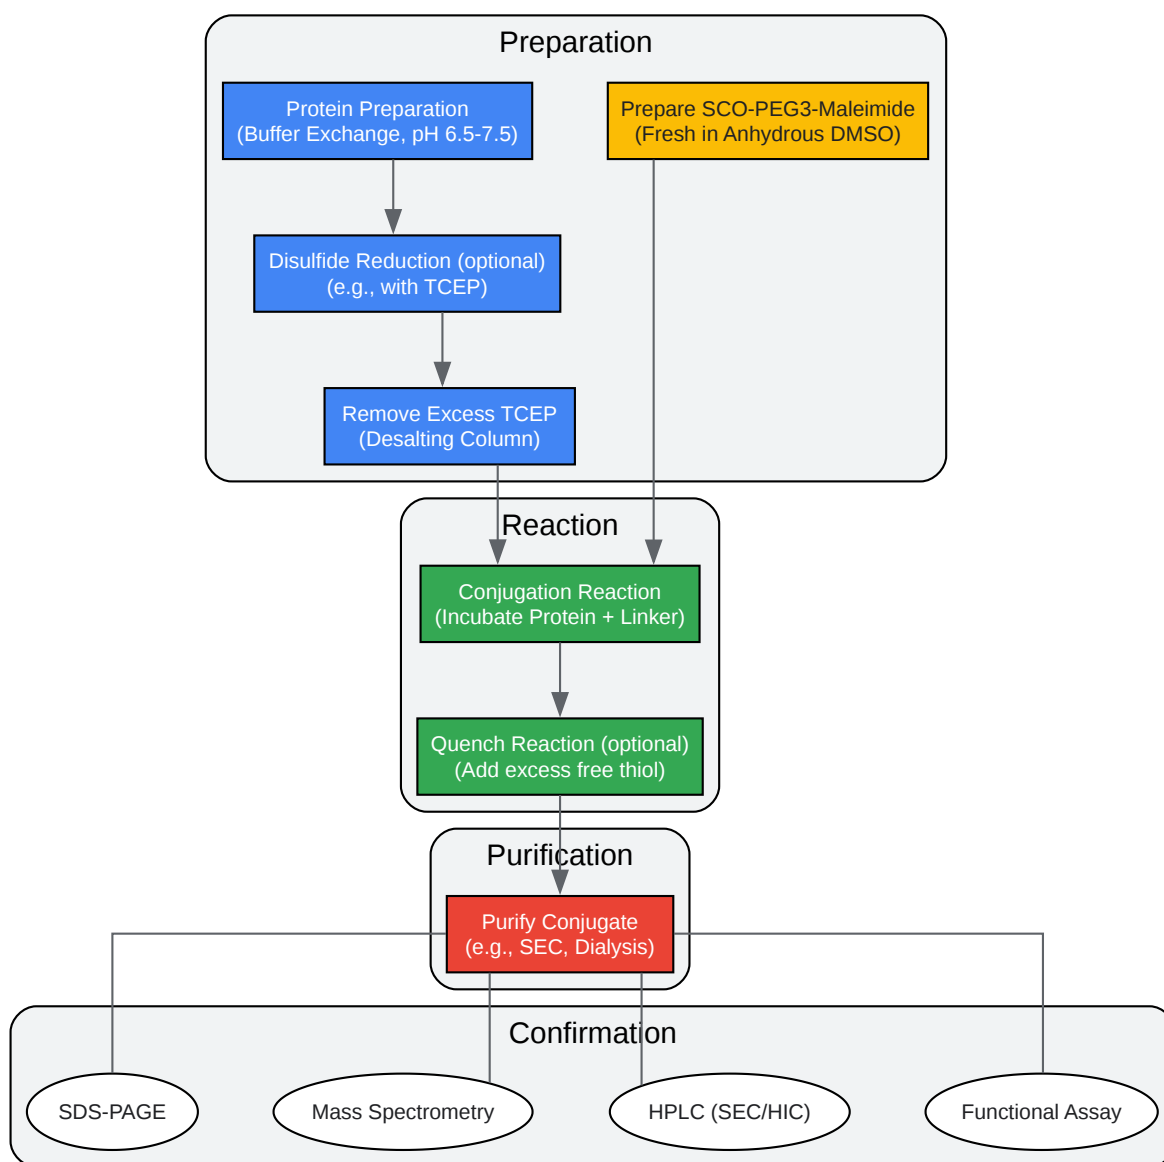 Preparation
Protein Preparation
(Buffer Exchange, pH 6.5-7.5)
Prepare SCO-PEG3-Maleimide
(Fresh in Anhydrous DMSO)
Disulfide Reduction (optional)
(e.g., with TCEP)
Remove Excess TCEP
(Desalting Column)
Reaction
Conjugation Reaction
(Incubate Protein + Linker)
Quench Reaction (optional)
(Add excess free thiol)
Purification
Purify Conjugate
(e.g., SEC, Dialysis)
Confirmation
SDS-PAGE
Mass Spectrometry
HPLC (SEC/HIC)
Functional Assay